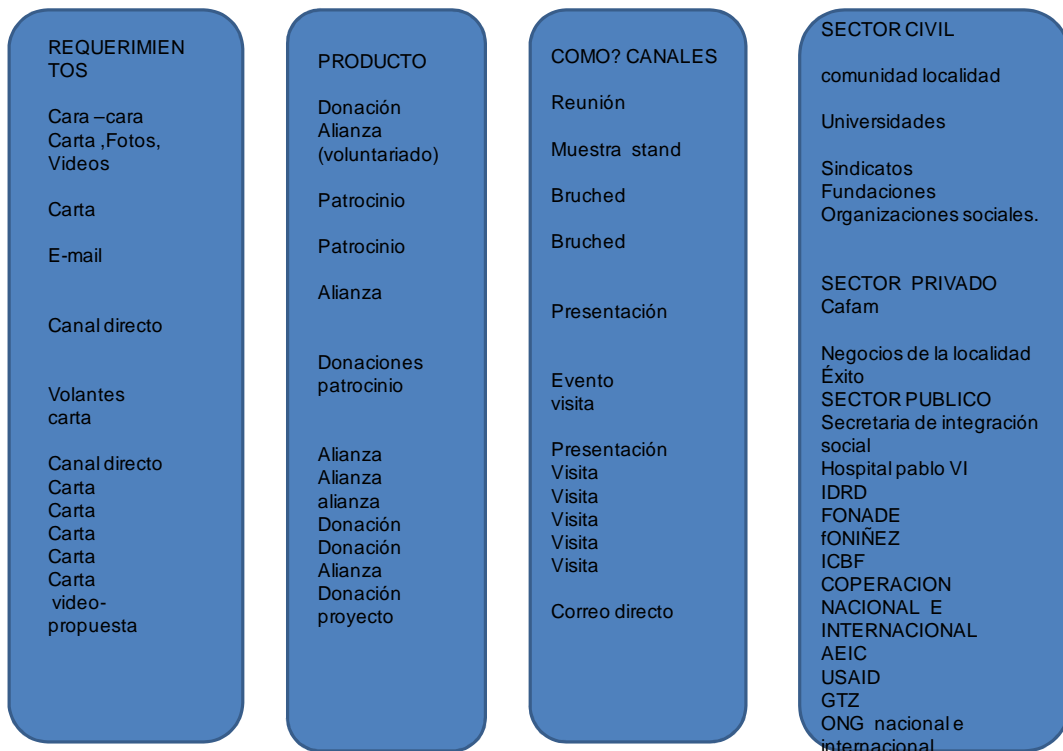 REQUERIMIEN
TOS
Cara –cara
Carta ,Fotos,
Videos
Carta
E-mail
Canal directo
Volantes
carta
Canal directo
Carta
Carta
Carta
Carta
Carta
video-
propuesta
PRODUCTO
Donación
Alianza
(voluntariado)
Patrocinio
Patrocinio
Alianza
Donaciones
patrocinio
Alianza
Alianza
alianza
Donación
Donación
Alianza
Donación
proyecto
COMO? CANALES
Reunión
Muestra stand
Bruched
Bruched
Presentación
Evento
visita
Presentación
Visita
Visita
Visita
Visita
Visita
Correo directo
SECTOR CIVIL
comunidad localidad
Universidades
Sindicatos
Fundaciones
Organizaciones sociales.
SECTOR PRIVADO
Cafam
Negocios de la localidad
Éxito
SECTOR PUBLICO
Secretaria de integración
social
Hospital pablo VI
IDRD
FONADE
fONIÑEZ
ICBF
COPERACION
NACIONAL E
INTERNACIONAL
AEIC
USAID
GTZ
ONG nacional e
internacional